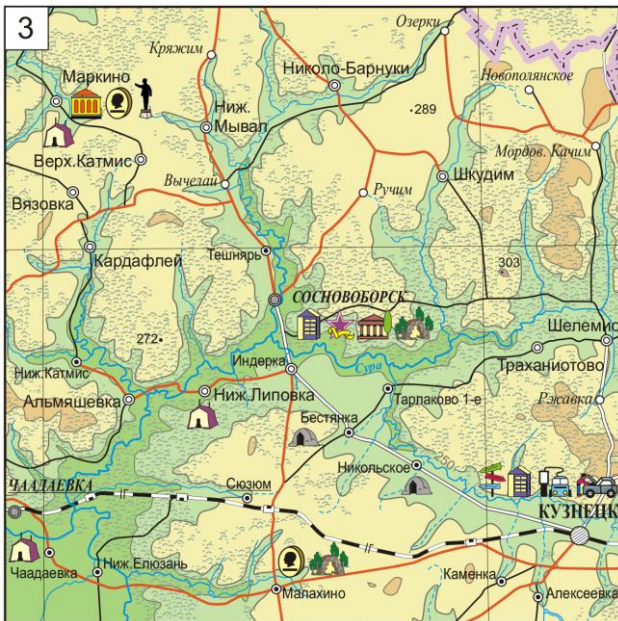 3
Озерки
Кряжим
Маркино
Николо-Барнуки
Новополянское
Ниж.
Мывал
289
Верх.Катмис
Мордов. Качим
Вычелай
Ручим
Шкудим
Вязовка
Тешнярь
Кардафлей
303
СОСНОВОБОРСК
272
Шелемис
Индерка
Сура
Траханиотово
Ниж.Катмис
Альмяшевка
Ниж.Липовка
Тарлаково 1-е
Ржавка
Бестянка
Никольское
ЧААДАЕВКА
Сюзюм
КУЗНЕЦК
Чаадаевка
Ниж.Елюзань
Каменка
Малахино
Алексеевка